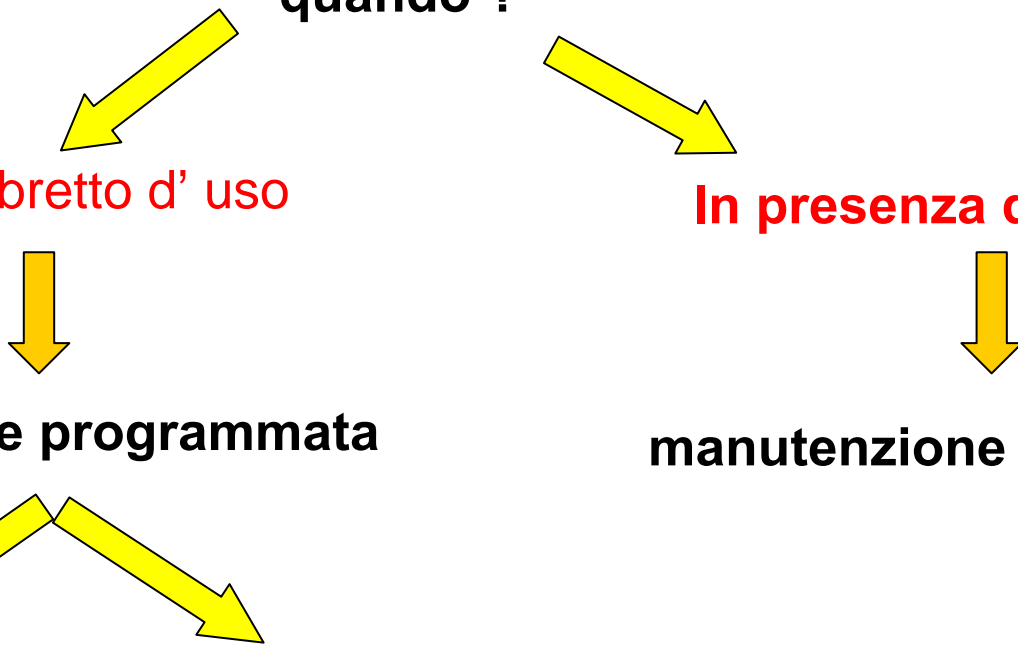 quando ?
bretto d’ uso
In presenza d
e programmata
manutenzione